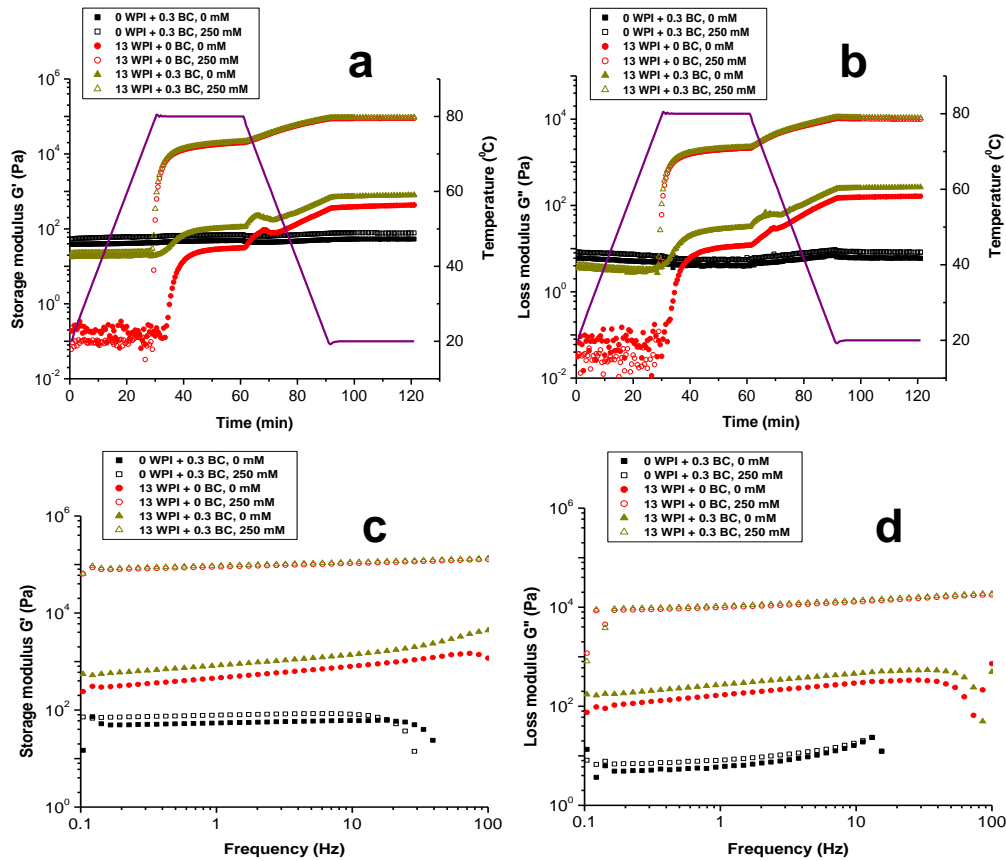 0 WPI + 0.3 BC, 0 mM
0 WPI + 0.3 BC, 250 mM
13 WPI + 0 BC, 0 mM
13 WPI + 0 BC, 250 mM
13 WPI + 0.3 BC, 0 mM
13 WPI + 0.3 BC, 250 mM
a
Storage modulus G' (Pa)
10^6
10^4
10^2
10^0
10^-2
0 20 40 60 80 100 120
Time (min)
80
60
40
20
Temperature (^0C)
0 WPI + 0.3 BC, 0 mM
0 WPI + 0.3 BC, 250 mM
13 WPI + 0 BC, 0 mM
13 WPI + 0 BC, 250 mM
13 WPI + 0.3 BC, 0 mM
13 WPI + 0.3 BC, 250 mM
b
Loss modulus G'' (Pa)
10^4
10^2
10^0
10^-2
0 20 40 60 80 100 120
Time (min)
80
60
40
20
Temperature (^0C)
0 WPI + 0.3 BC, 0 mM
0 WPI + 0.3 BC, 250 mM
13 WPI + 0 BC, 0 mM
13 WPI + 0 BC, 250 mM
13 WPI + 0.3 BC, 0 mM
13 WPI + 0.3 BC, 250 mM
c
Storage modulus G' (Pa)
10^6
10^4
10^2
10^0
0.1 1 10 100
Frequency (Hz)
0 WPI + 0.3 BC, 0 mM
0 WPI + 0.3 BC, 250 mM
13 WPI + 0 BC, 0 mM
13 WPI + 0 BC, 250 mM
13 WPI + 0.3 BC, 0 mM
13 WPI + 0.3 BC, 250 mM
d
Loss modulus G'' (Pa)
10^6
10^4
10^2
10^0
0.1 1 10 100
Frequency (Hz)